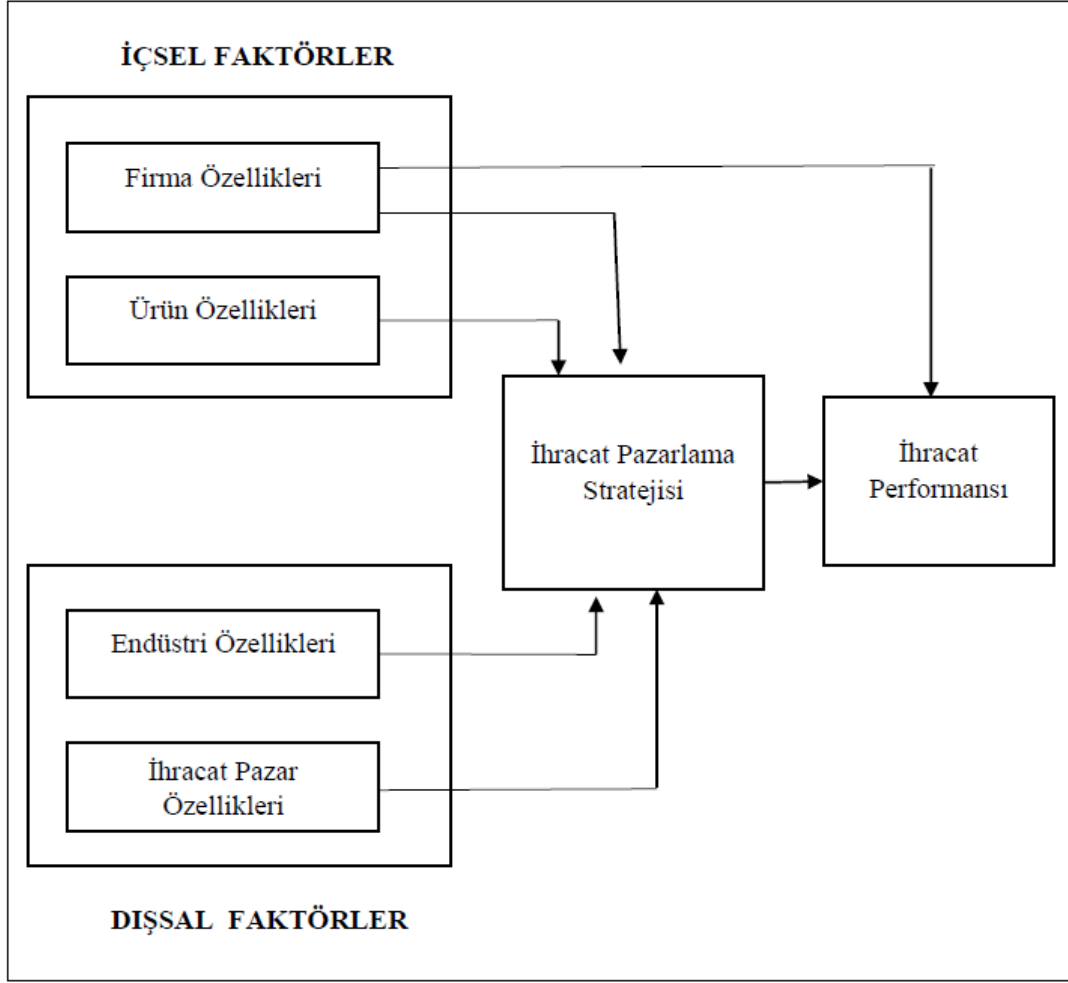 İÇSEL FAKTÖRLER
Firma Özellikleri
Ürün Özellikleri
İhracat Pazarlama
Stratejisi
İhracat
Performansı
Endüstri Özellikleri
İhracat Pazar
Özellikleri
DIŞSAL FAKTÖRLER